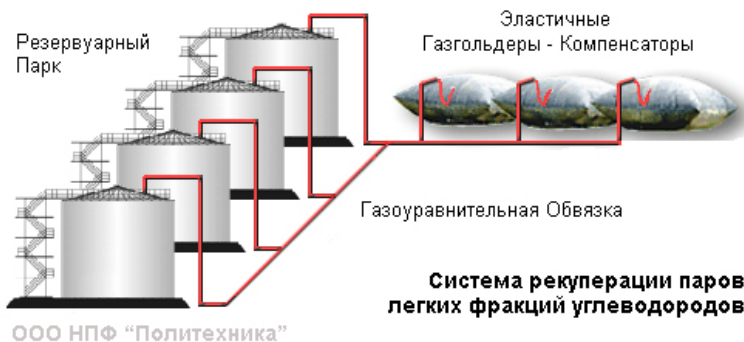 Резервуарный
Парк
Эластичные
Газгольдеры - Компенсаторы
Газоуравнительная Обвязка
Система рекуперации паров
легких фракций углеводородов
ООО НПФ “Политехника”